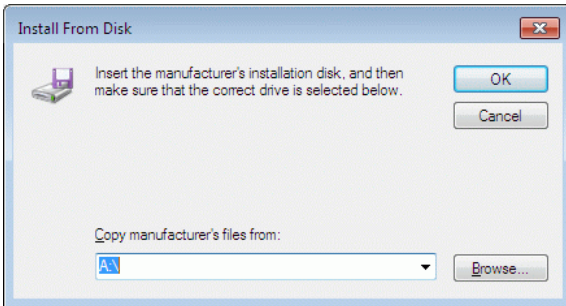 Install From Disk
Insert the manufacturer's installation disk, and then
make sure that the correct drive is selected below.
OK
Cancel
Copy manufacturer's files from:
A:\
Browse...